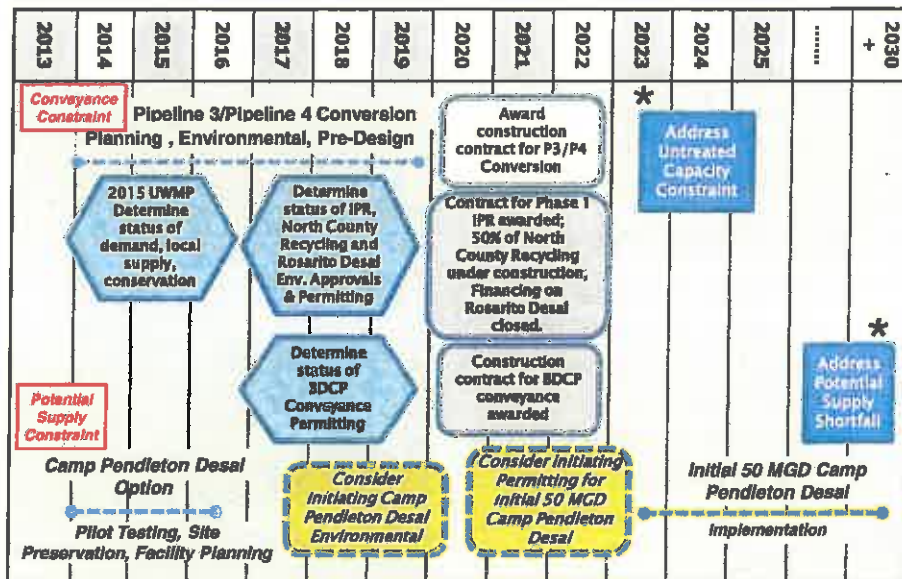 2013
2014
2015
2016
2017
2018
2019
2020
2021
2022
2023
2024
2025
.......
+
2030
Conveyance
Constraint
Pipeline 3/Pipeline 4 Conversion
Planning , Environmental, Pre-Design
Award
construction
contract for P3/P4
Conversion
*
Address
Untreated
Capacity
Constraint
2015 UWMP
Determine
status of
demand, local
supply,
conservation
Determine
status of IPR,
North County
Recycling and
Rosarito Desal
Env. Approvals
& Permitting
Contract for Phase 1
IPR awarded;
50% of North
County Recycling
under construction;
Financing on
Rosarito Desal
closed.
Determine
status of
BDCP
Conveyance
Permitting
Construction
contract for BDCP
conveyance
awarded
*
Address
Potential
Supply
Shortfall
Potential
Supply
Constraint
Camp Pendleton Desal
Option
Pilot Testing, Site
Preservation, Facility Planning
Consider
Initiating Camp
Pendleton Desal
Environmental
Consider Initiating
Permitting for
Initial 50 MGD
Camp Pendleton
Desal
Initial 50 MGD Camp
Pendleton Desal
Implementation